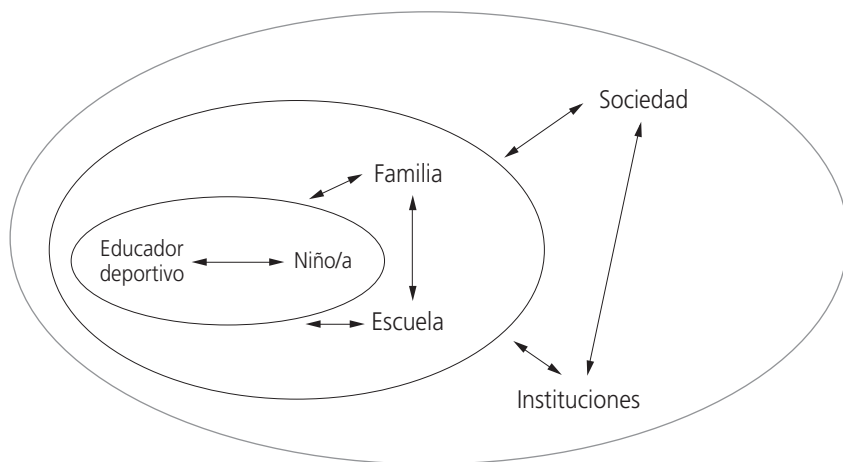 Sociedad
Familia
Educador
deportivo
Niño/a
Escuela
Instituciones